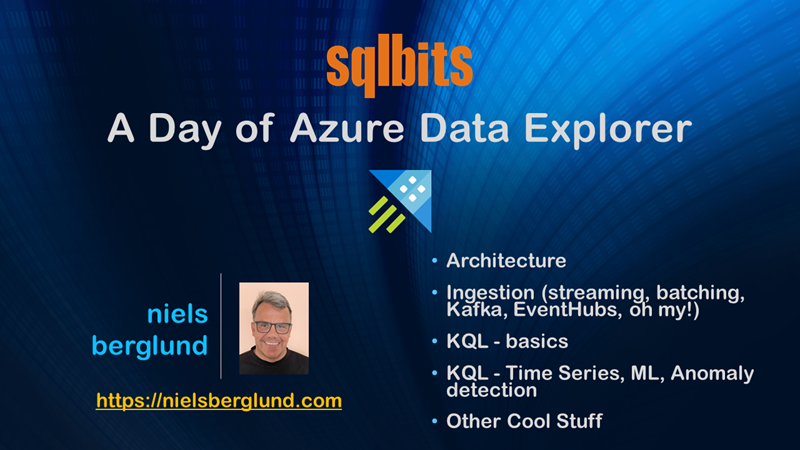 sqlbits
A Day of Azure Data Explorer
niels
berglund
https://nielsberglund.com
• Architecture
• Ingestion (streaming, batching,
Kafka, EventHubs, oh my!)
• KQL - basics
• KQL - Time Series, ML, Anomaly
detection
• Other Cool Stuff